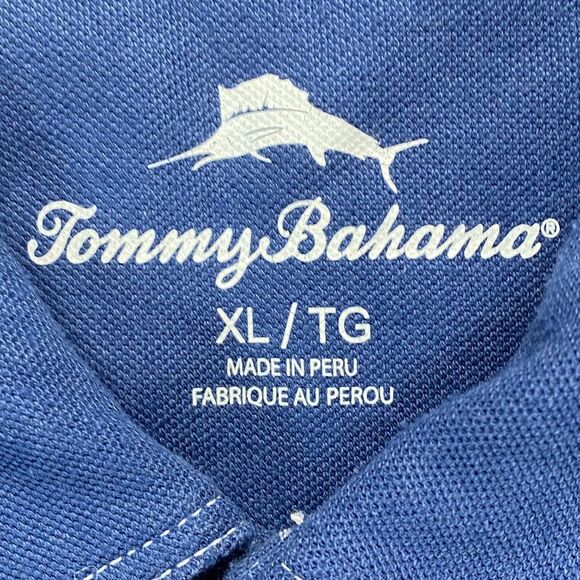 Tommy Bahama®
XL / TG
MADE IN PERU
FABRIQUE AU PEROU